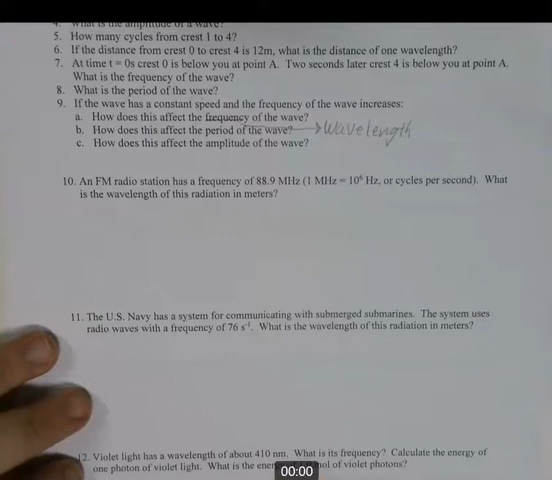 4. What is the amplitude of a wave?
5. How many cycles from crest 1 to 4?
6. If the distance from crest 0 to crest 4 is 12m, what is the distance of one wavelength?
7. At time t = 0s crest 0 is below you at point A. Two seconds later crest 4 is below you at point A.
What is the frequency of the wave?
8. What is the period of the wave?
9. If the wave has a constant speed and the frequency of the wave increases:
a. How does this affect the frequency of the wave?
b. How does this affect the period of the wave? → wavelength
c. How does this affect the amplitude of the wave?
10. An FM radio station has a frequency of 88.9 MHz (1 MHz = 10⁶ Hz, or cycles per second). What
is the wavelength of this radiation in meters?
11. The U.S. Navy has a system for communicating with submerged submarines. The system uses
radio waves with a frequency of 76 s⁻¹. What is the wavelength of this radiation in meters?
12. Violet light has a wavelength of about 410 nm. What is its frequency? Calculate the energy of
one photon of violet light. What is the mol of violet photons?
00:00